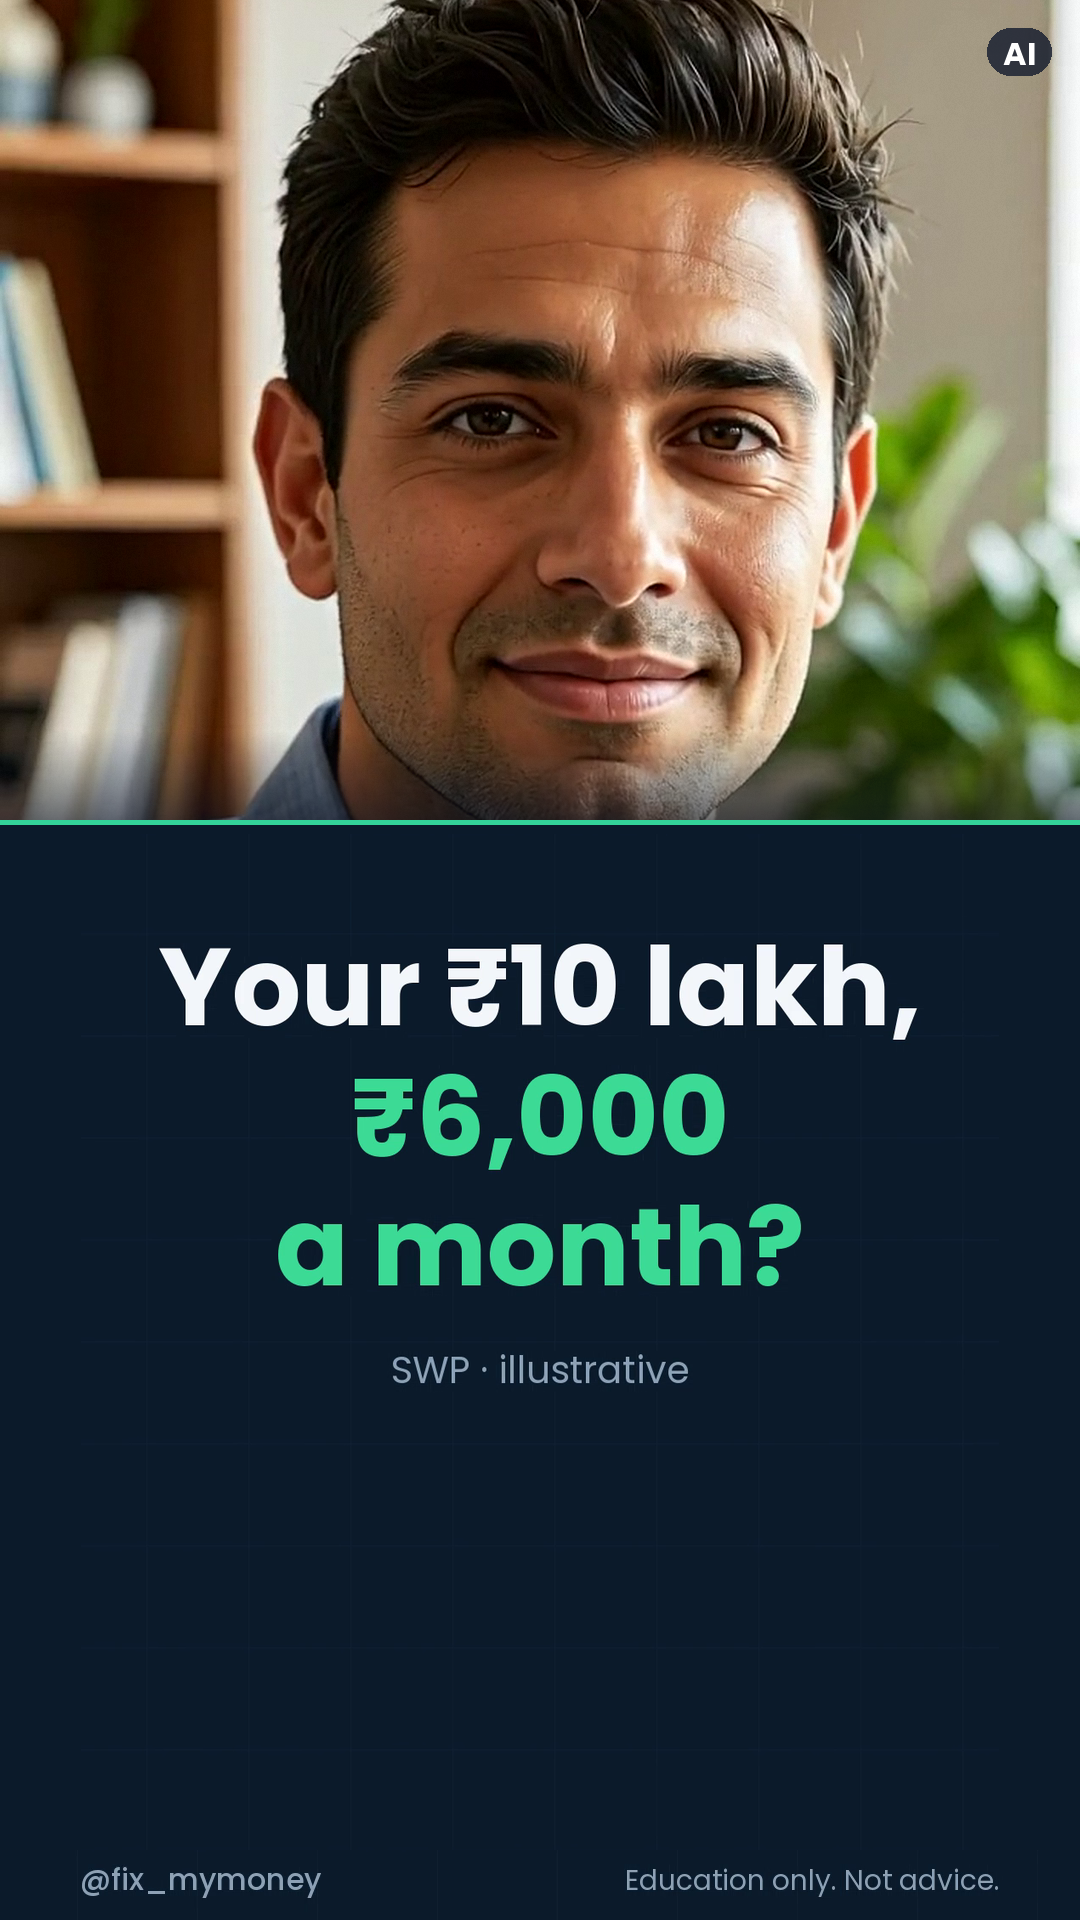 AI
Your ₹10 lakh,
₹6,000
a month?
SWP · illustrative
@fix_mymoney
Education only. Not advice.